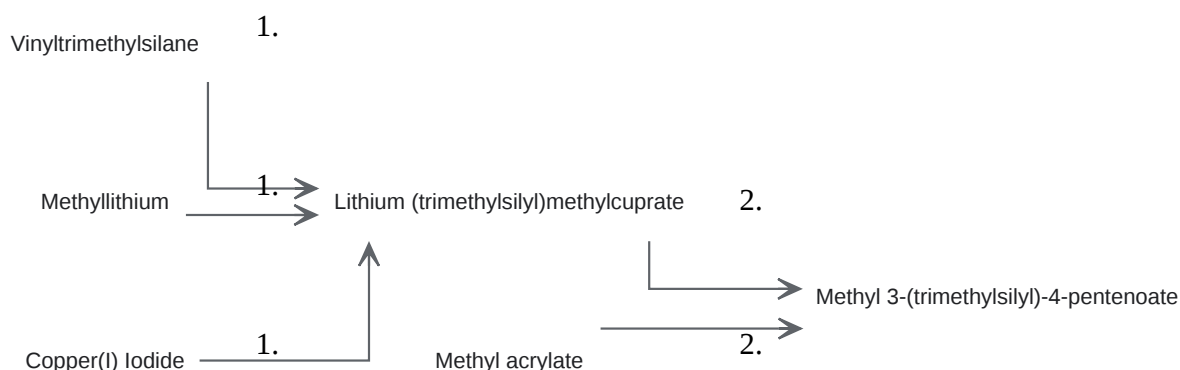 Vinyltrimethylsilane 1.
Methyllithium 1. Lithium (trimethylsilyl)methylcuprate 2.
Methyl 3-(trimethylsilyl)-4-pentenoate
Copper(I) Iodide 1. Methyl acrylate 2.